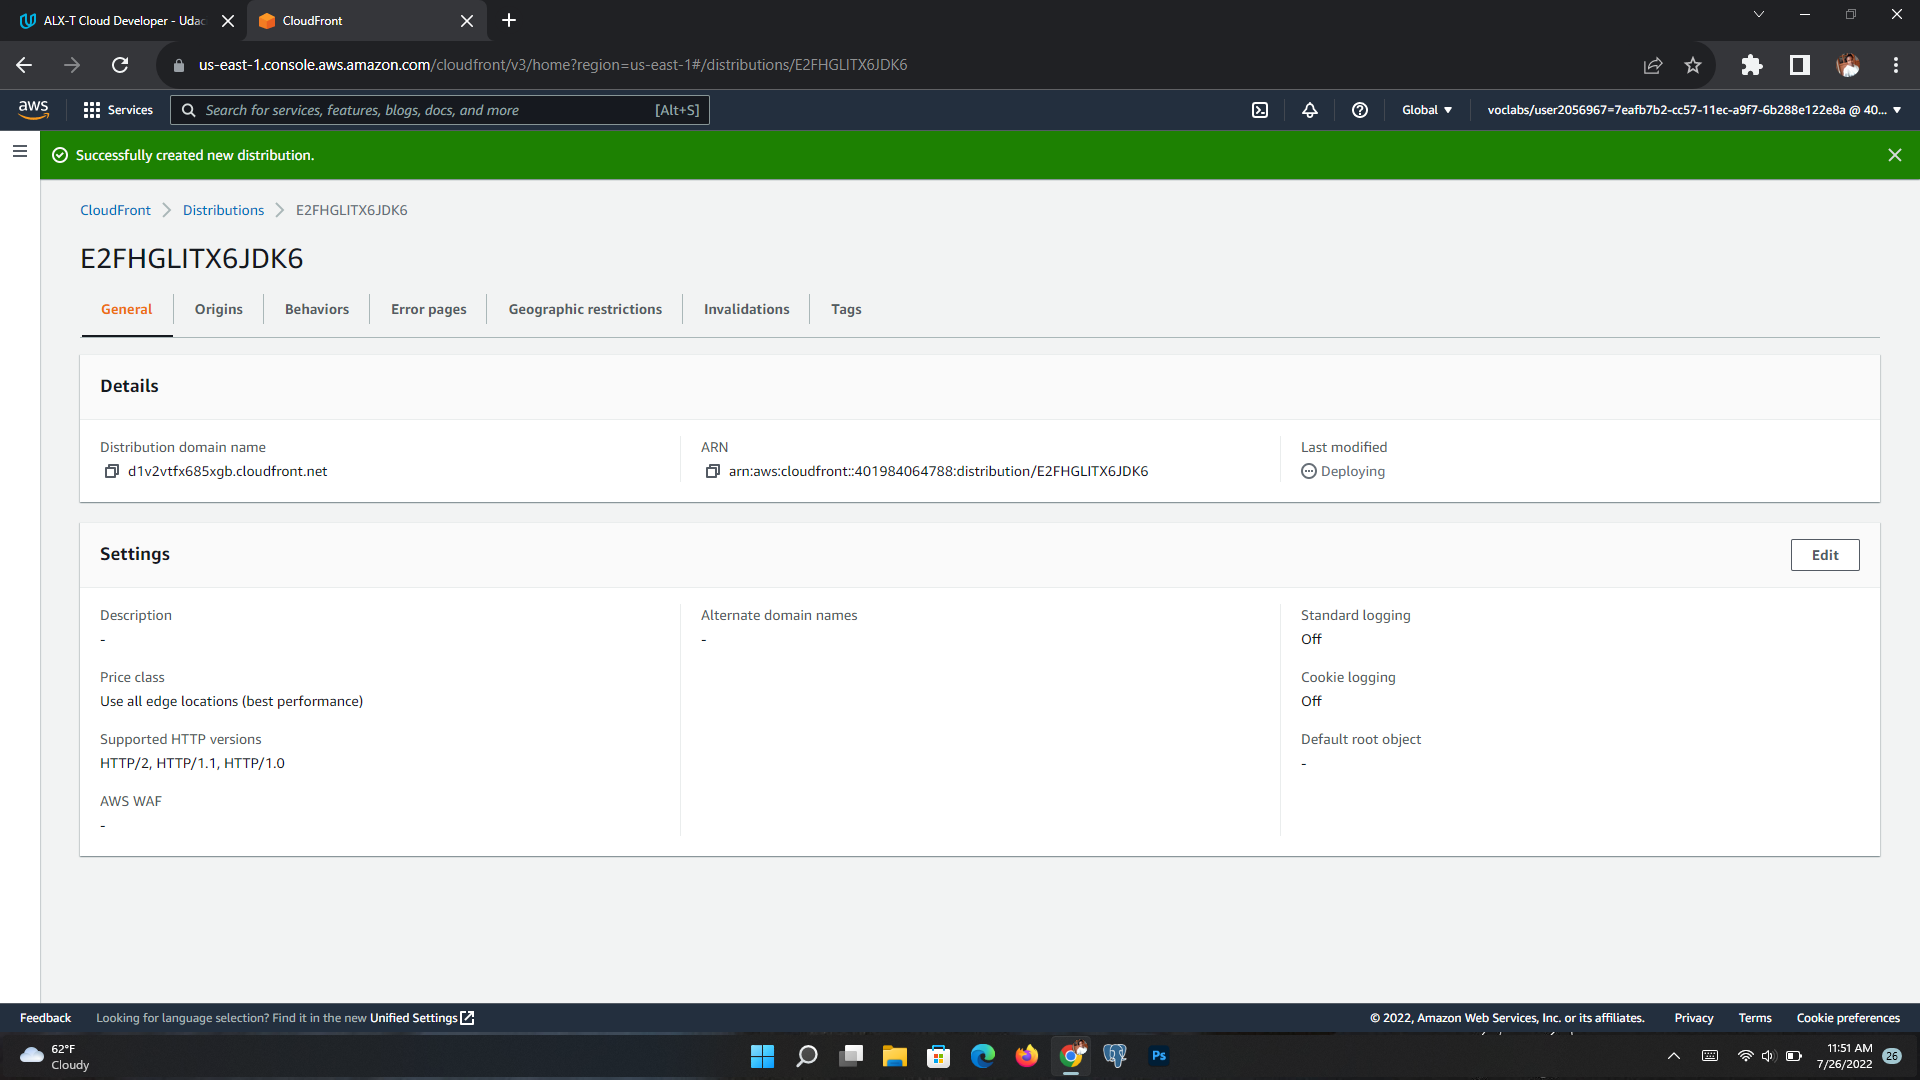 ALX-T Cloud Developer - Udac
CloudFront
us-east-1.console.aws.amazon.com/cloudfront/v3/home?region=us-east-1#/distributions/E2FHGLITX6JDK6
aws
Services
Search for services, features, blogs, docs, and more
[Alt+S]
Global
voclabs/user2056967=7eafb7b2-cc57-11ec-a9f7-6b288e122e8a @ 40...
Successfully created new distribution.
CloudFront
Distributions
E2FHGLITX6JDK6
E2FHGLITX6JDK6
General
Origins
Behaviors
Error pages
Geographic restrictions
Invalidations
Tags
Details
Distribution domain name
d1v2vtfx685xgb.cloudfront.net
ARN
arn:aws:cloudfront::401984064788:distribution/E2FHGLITX6JDK6
Last modified
Deploying
Settings
Edit
Description
-
Price class
Use all edge locations (best performance)
Supported HTTP versions
HTTP/2, HTTP/1.1, HTTP/1.0
AWS WAF
-
Alternate domain names
-
Standard logging
Off
Cookie logging
Off
Default root object
-
Feedback
Looking for language selection? Find it in the new Unified Settings
© 2022, Amazon Web Services, Inc. or its affiliates.
Privacy
Terms
Cookie preferences
62°F
Cloudy
Ps
11:51 AM
7/26/2022
26